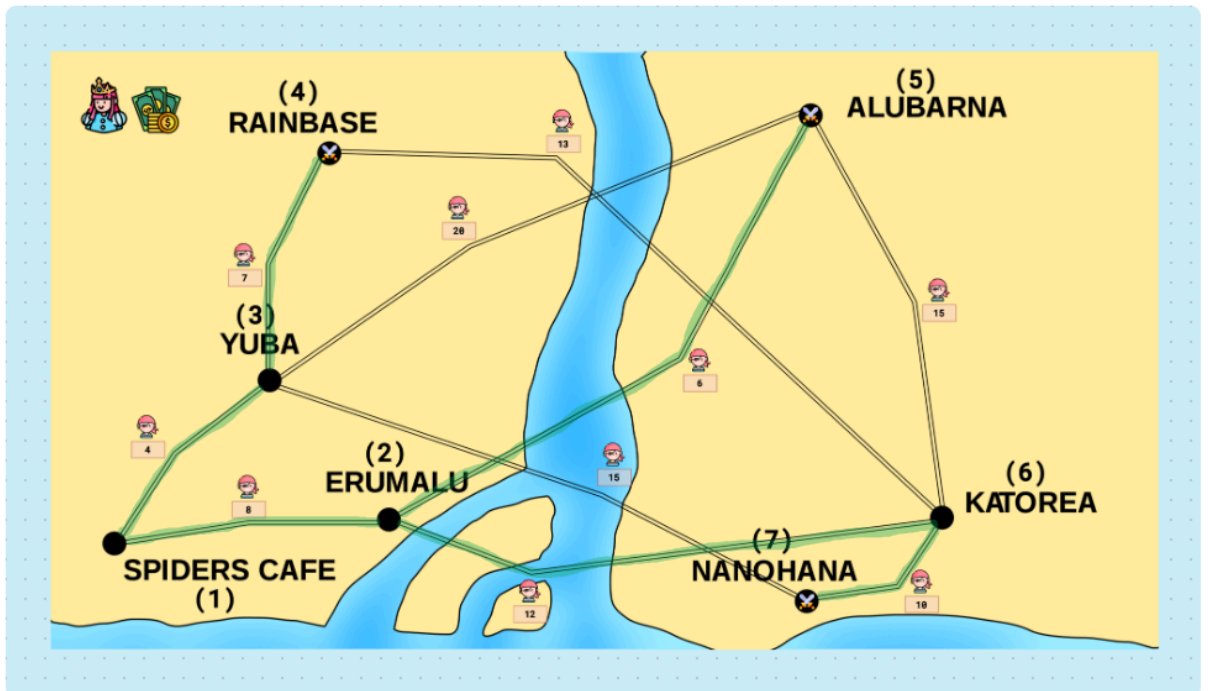 (4)
RAINBASE
(5)
ALUBARNA
13
20
7
15
(3)
YUBA
6
4
(2)
ERUMALU
15
8
(6)
KATOREA
(7)
NANOHANA
SPIDERS CAFE
(1)
12
10